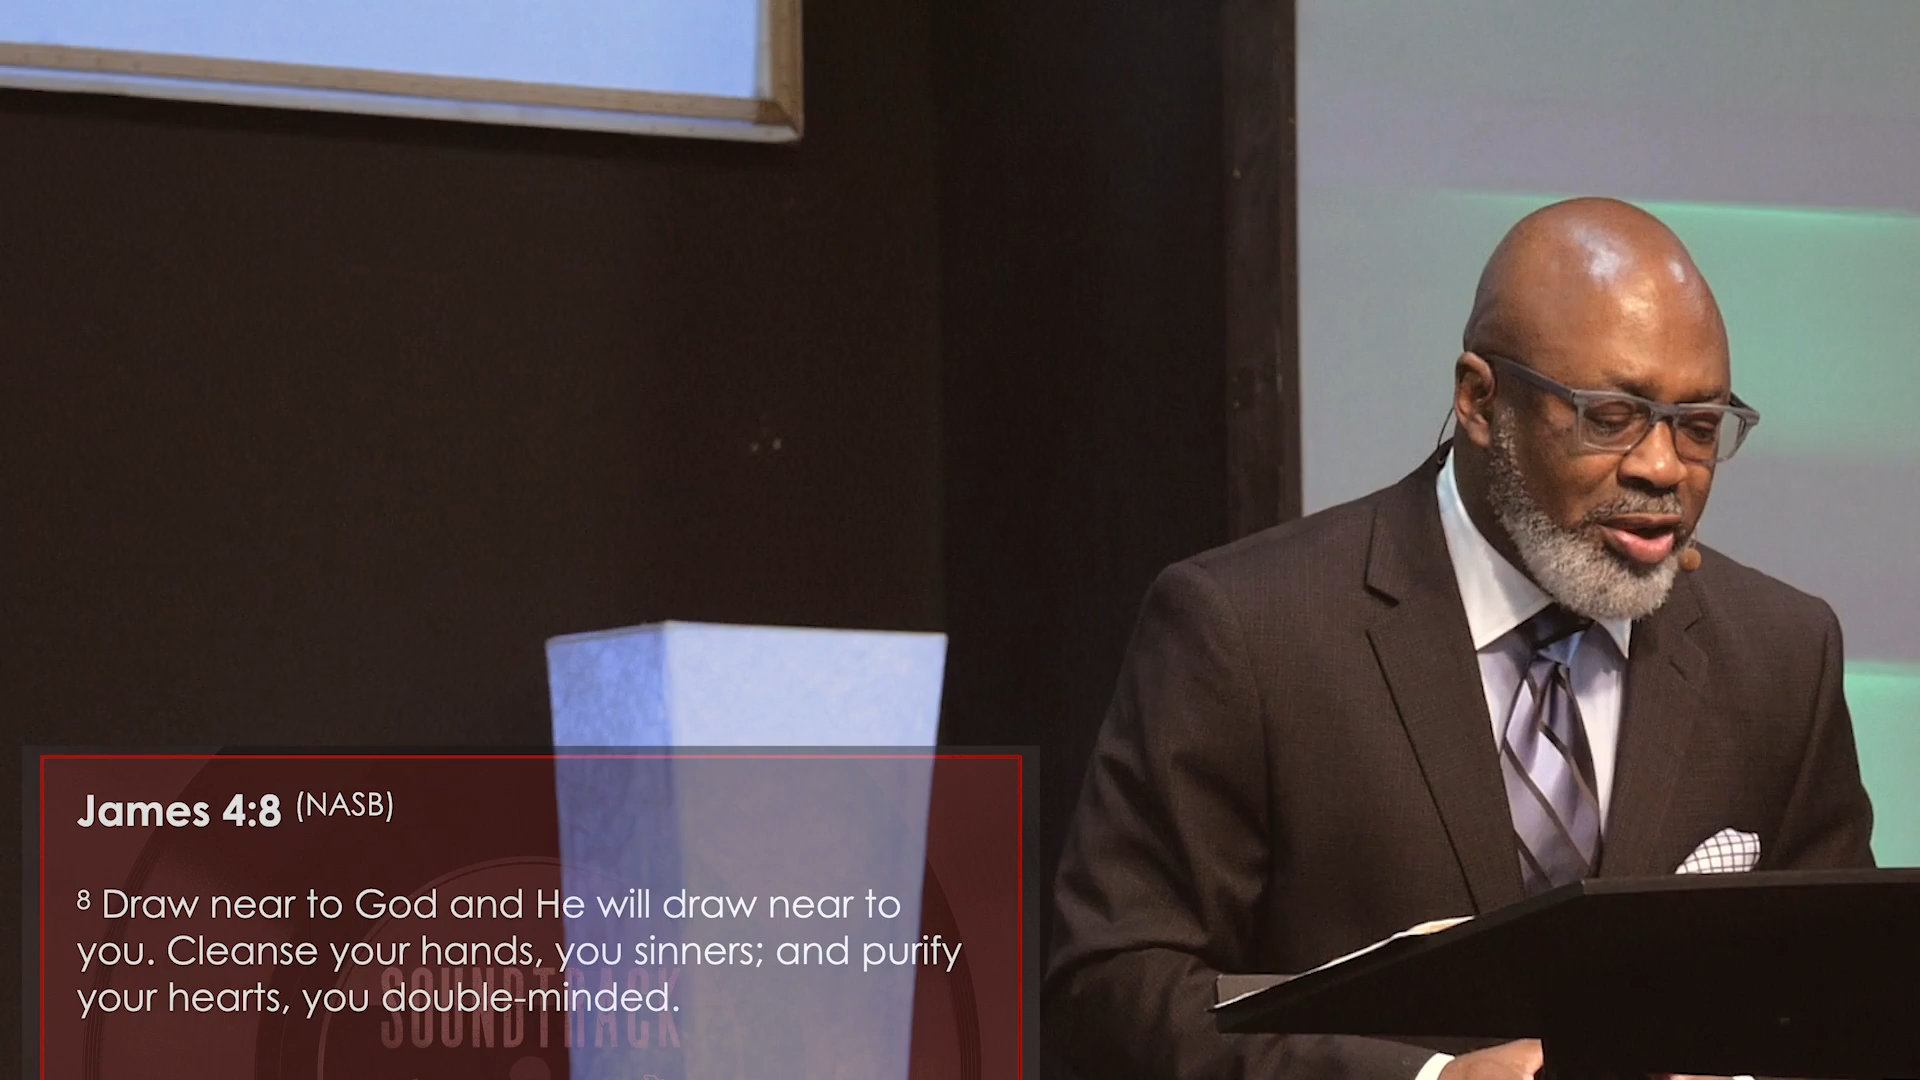 James 4:8 (NASB)
8 Draw near to God and He will draw near to
you. Cleanse your hands, you sinners; and purify
your hearts, you double-minded.
SOUNDTRACK